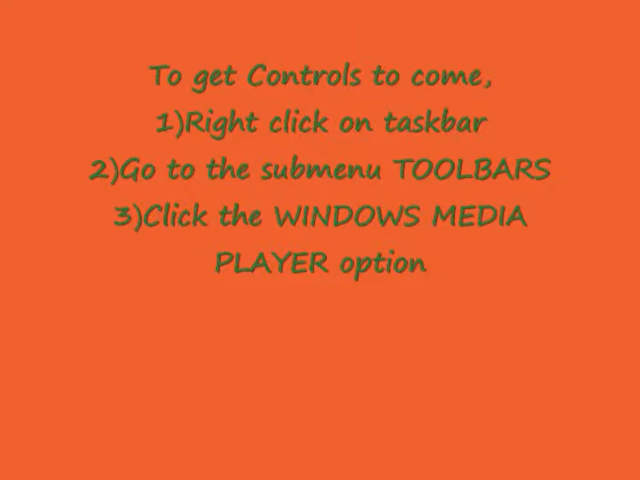 To get Controls to come,
1)Right click on taskbar
2)Go to the submenu TOOLBARS
3)Click the WINDOWS MEDIA
PLAYER option